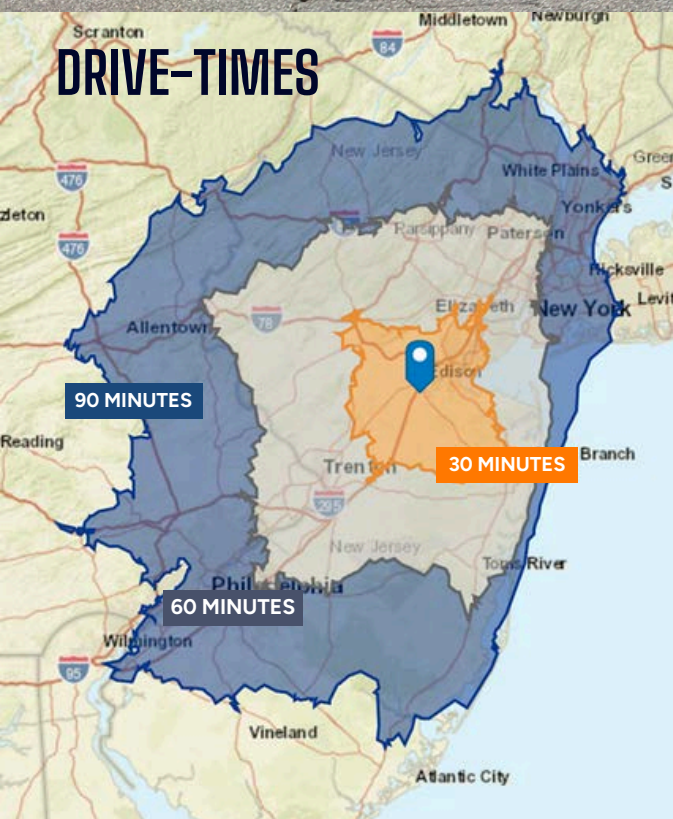 Middletown
Newburgh
Scranton
84
DRIVE-TIMES
New Jersey
476
White Plains
Yonkers
Parsippany
Paterson
476
Hicksville
Elizabeth
New York
Levit
78
Allentown
Edison
90 MINUTES
Reading
Branch
30 MINUTES
Trenton
295
New Jersey
Toms River
Philadelphia
60 MINUTES
Wilmington
95
Vineland
Atlantic City